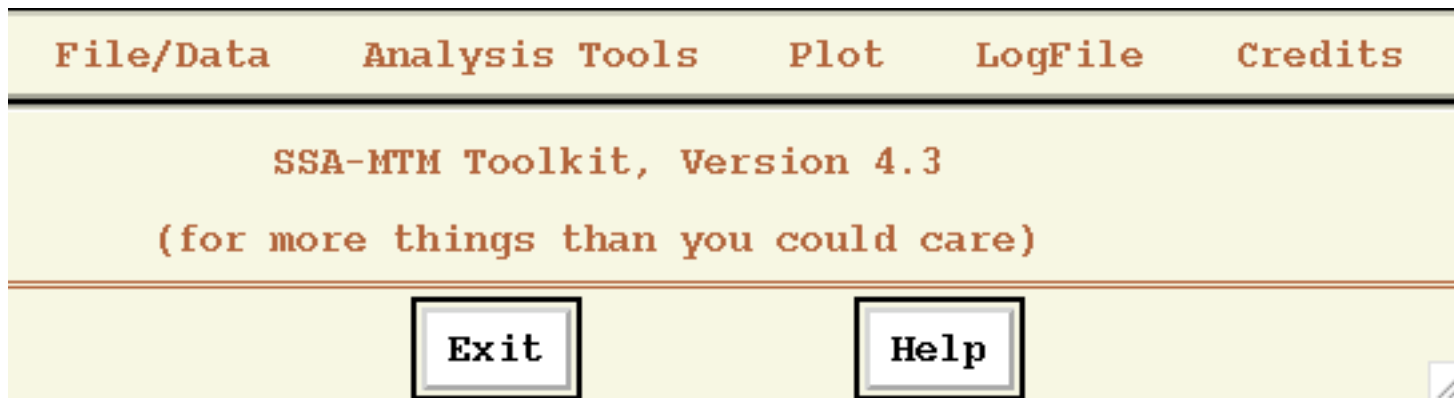 File/Data Analysis Tools Plot LogFile Credits
SSA-MTM Toolkit, Version 4.3
(for more things than you could care)
Exit Help